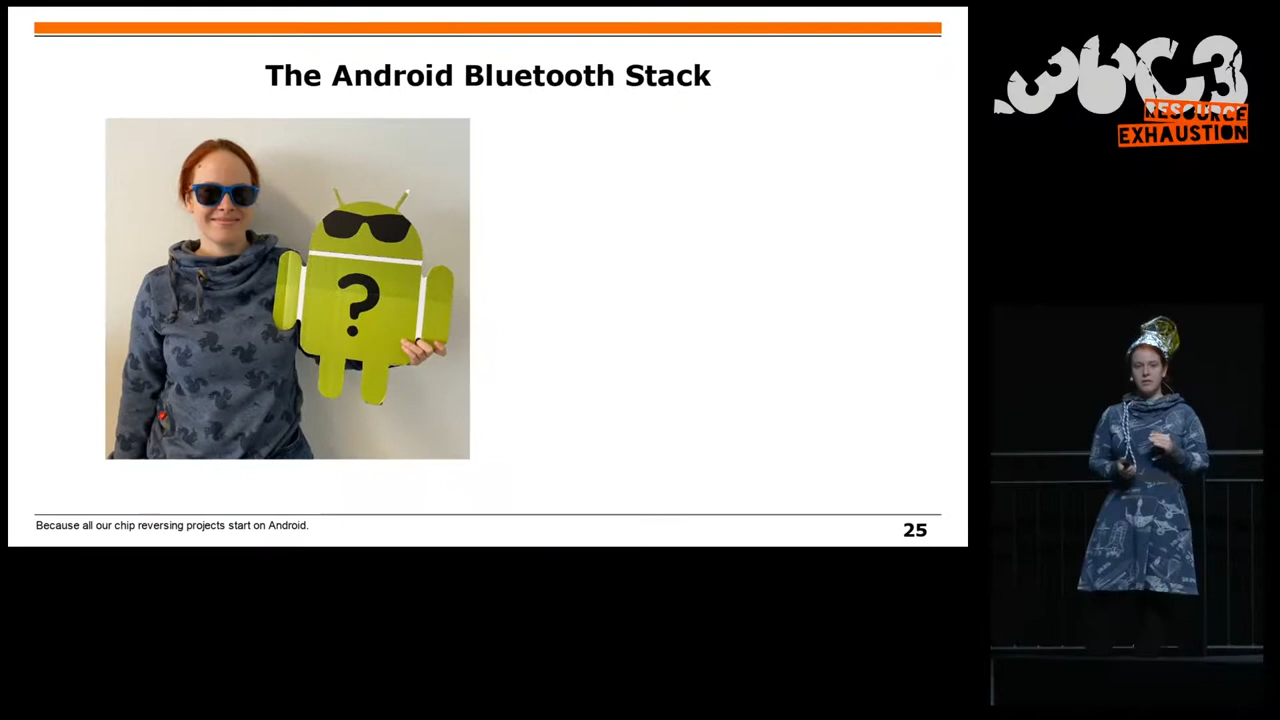 The Android Bluetooth Stack
?
Because all our chip reversing projects start on Android.
25
36C3
RESOURCE
EXHAUSTION